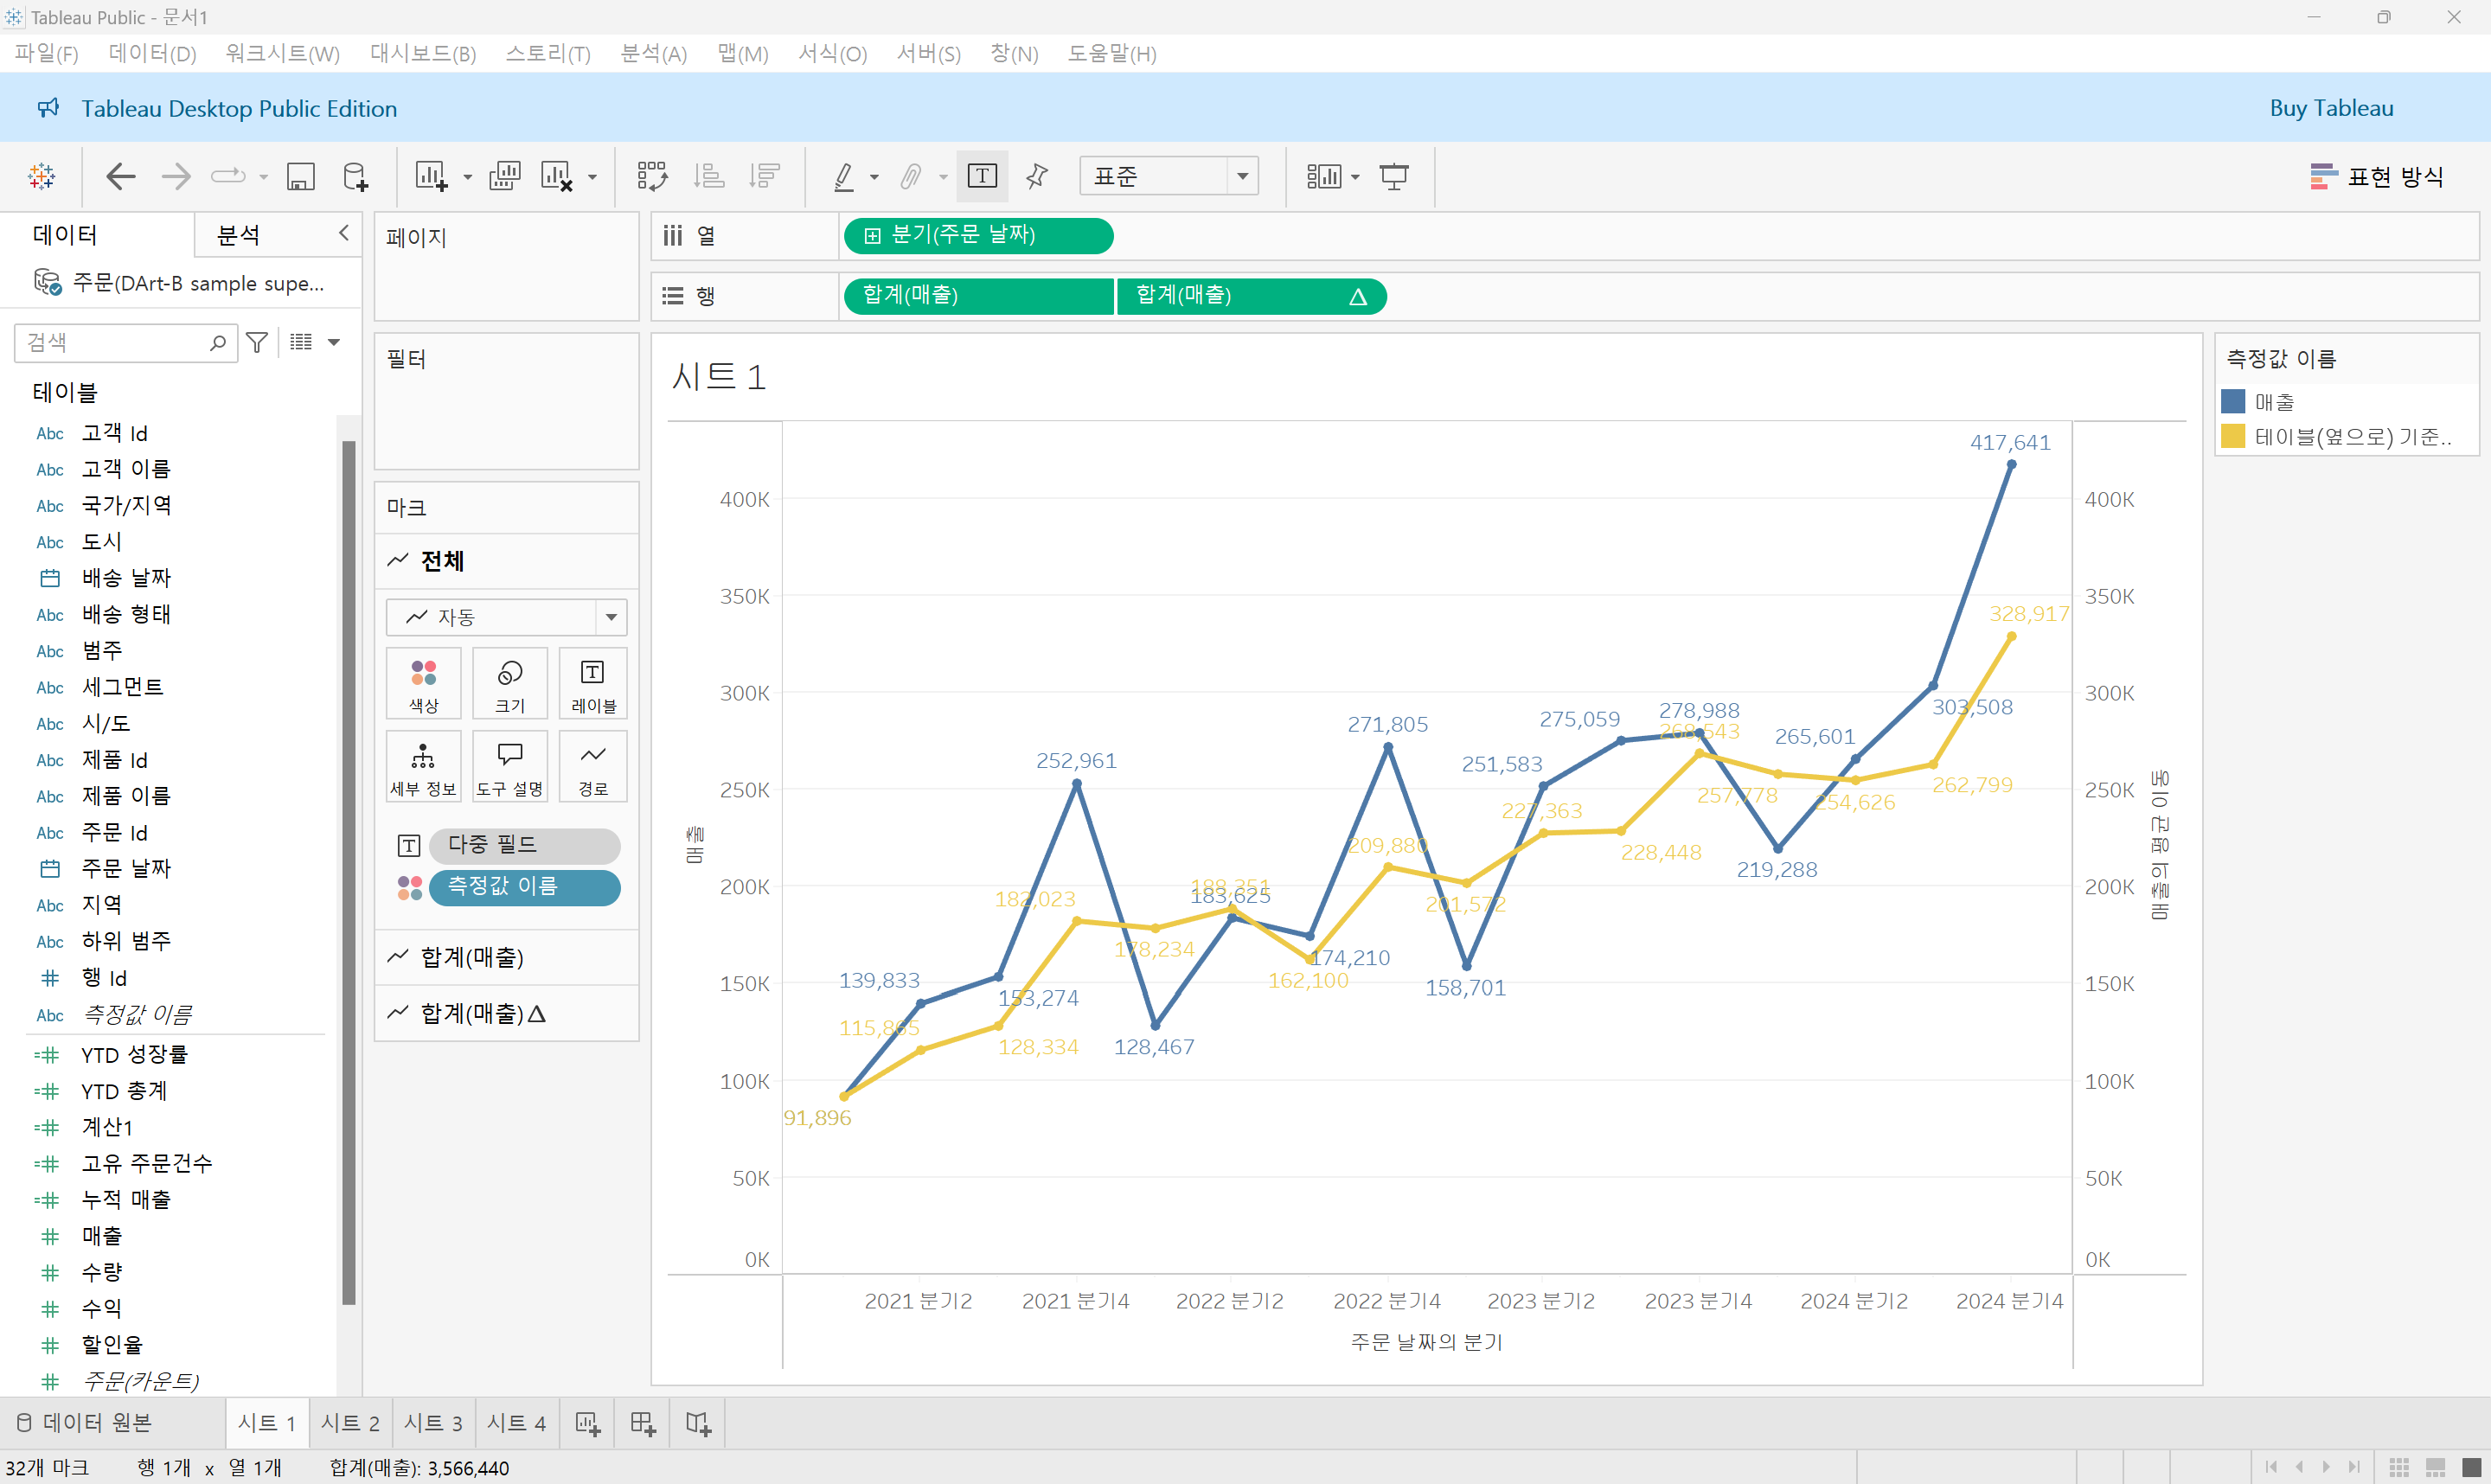 Tableau Public - 문서1
파일(F) 데이터(D) 워크시트(W) 대시보드(B) 스토리(T) 분석(A) 맵(M) 서식(O) 서버(S) 창(N) 도움말(H)
Tableau Desktop Public Edition
Buy Tableau
표준
표현 방식
데이터 분석
주문(DArt-B sample supe...
검색
테이블
Abc 고객 Id
Abc 고객 이름
Abc 국가/지역
Abc 도시
배송 날짜
Abc 배송 형태
Abc 범주
Abc 세그먼트
Abc 시/도
Abc 제품 Id
Abc 제품 이름
Abc 주문 Id
주문 날짜
Abc 지역
Abc 하위 범주
# 행 Id
Abc 측정값 이름
=# YTD 성장률
=# YTD 총계
=# 계산1
=# 고유 주문건수
=# 누적 매출
# 매출
# 수량
# 수익
# 할인율
# 주문(카운트)
페이지
필터
마크
전체
자동
색상 크기 레이블
세부 정보 도구 설명 경로
다중 필드
측정값 이름
합계(매출)
합계(매출) Δ
열 분기(주문 날짜)
행 합계(매출) 합계(매출) Δ
시트 1
400K
350K
300K
250K
200K
150K
100K
50K
0K
매출
417,641
328,917
303,508
278,988
268,543
275,059
271,805
265,601
251,583
252,961
262,799
257,778
254,626
227,363
228,448
219,288
209,880
201,572
188,351
183,625
182,023
178,234
174,210
162,100
158,701
153,274
139,833
128,467
128,334
115,865
91,896
400K
350K
300K
250K
200K
150K
100K
50K
0K
매출의 평균 이동
2021 분기2 2021 분기4 2022 분기2 2022 분기4 2023 분기2 2023 분기4 2024 분기2 2024 분기4
주문 날짜의 분기
측정값 이름
매출
테이블(옆으로) 기준..
데이터 원본 시트 1 시트 2 시트 3 시트 4
32개 마크 행 1개 x 열 1개 합계(매출): 3,566,440